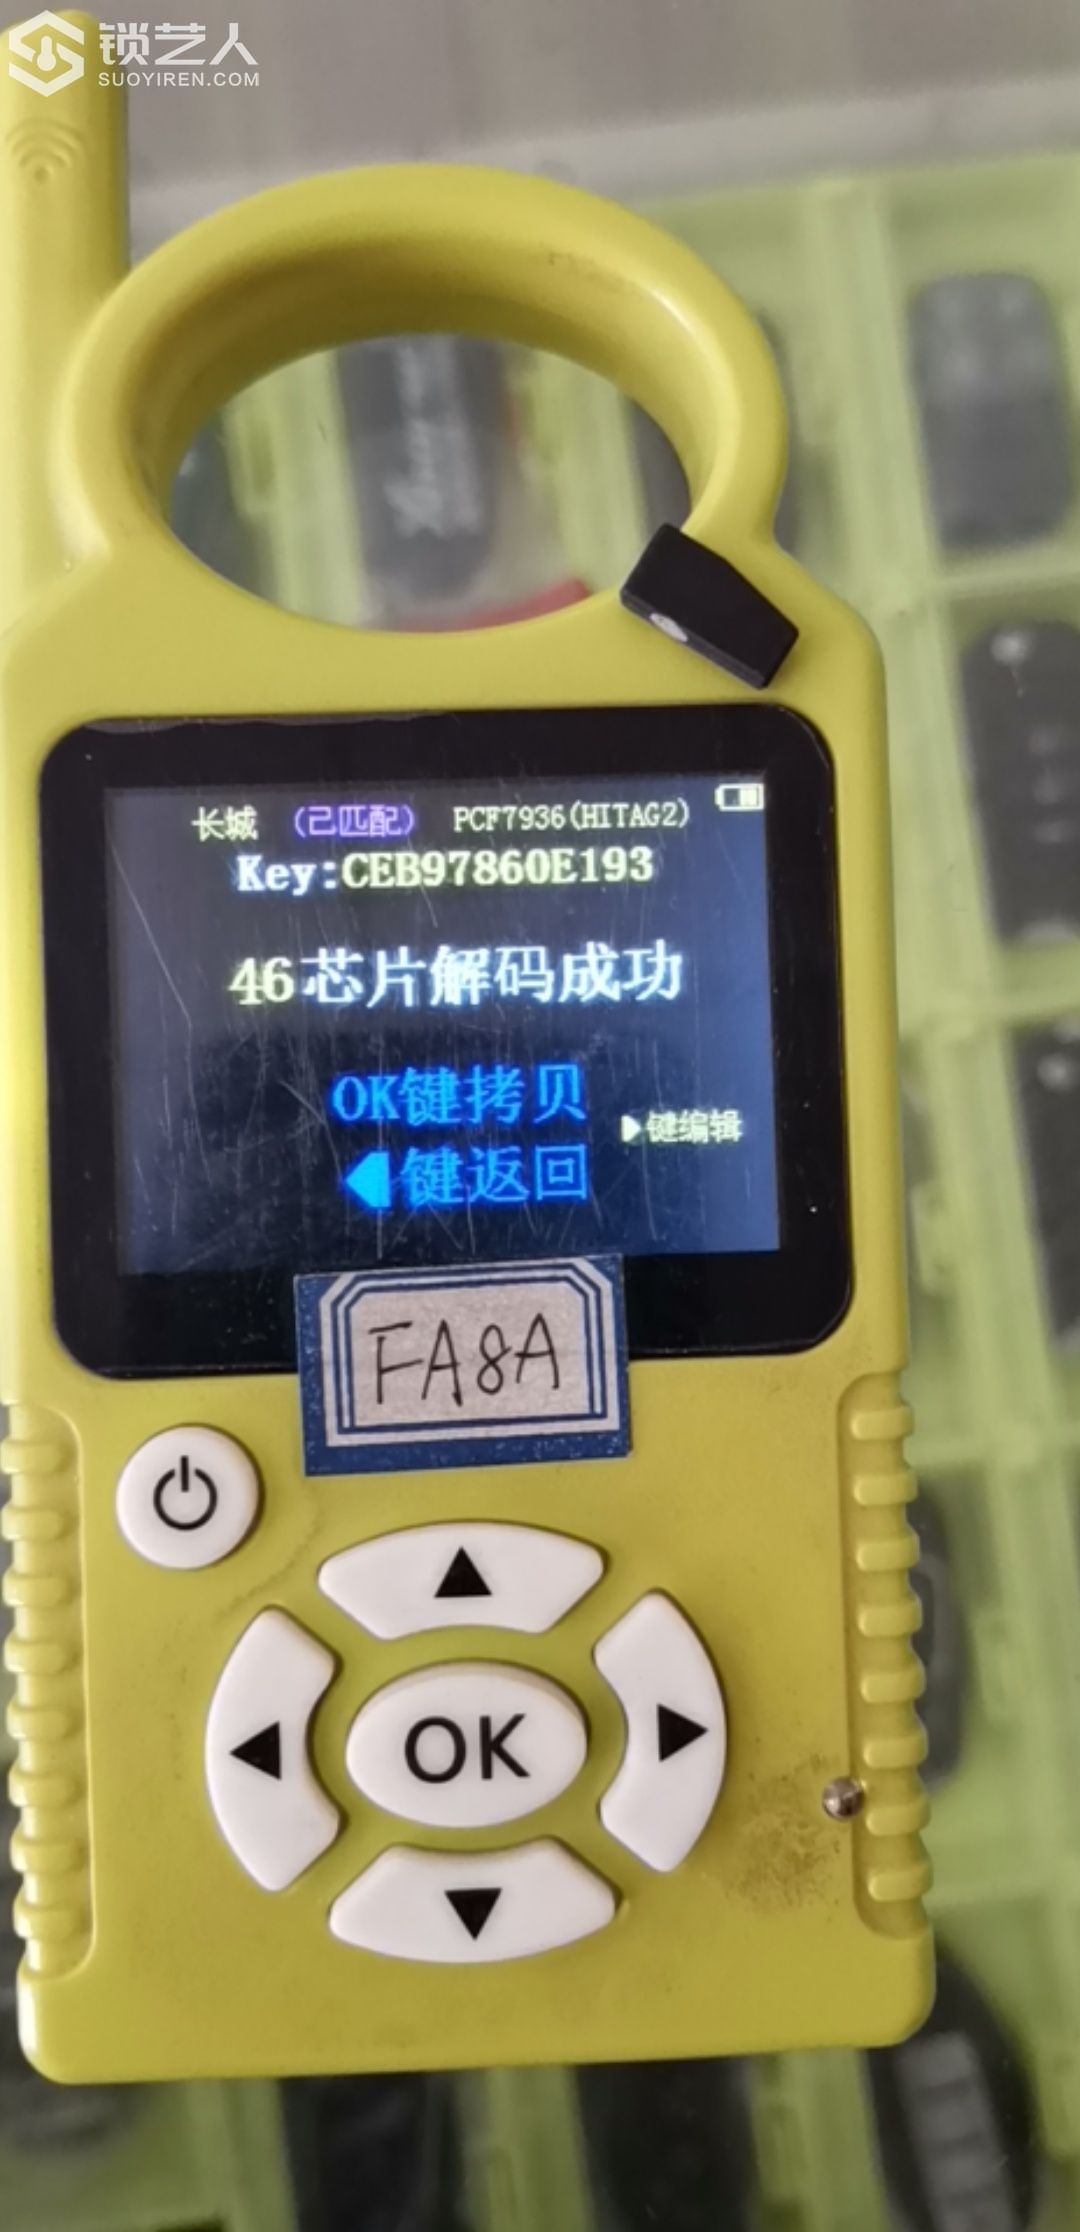 锁艺人
SUOYIREN.COM
长城 (已匹配) PCF7936(HITAG2)
Key:CEB97860E193
46芯片解码成功
OK键拷贝
▶键编辑
◀键返回
FA8A
OK